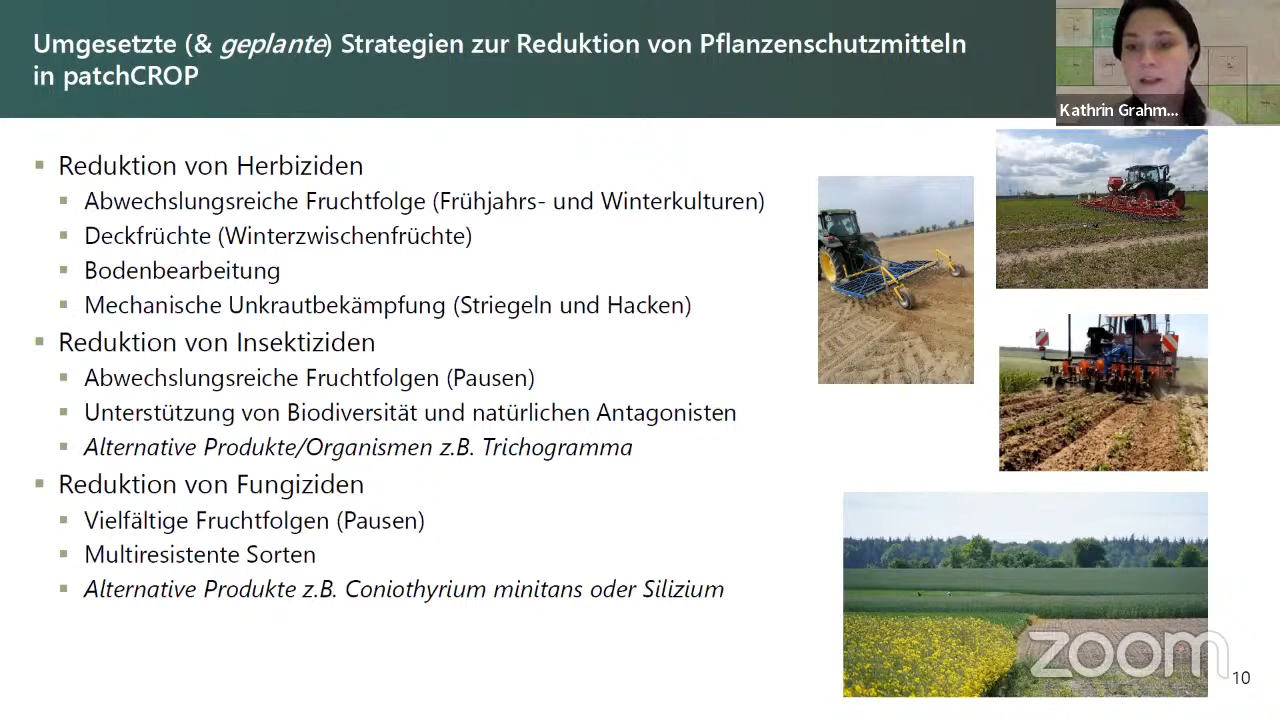 Umgesetzte (& geplante) Strategien zur Reduktion von Pflanzenschutzmitteln
in patchCROP
Kathrin Grahm...
Reduktion von Herbiziden
Abwechslungsreiche Fruchtfolge (Frühjahrs- und Winterkulturen)
Deckfrüchte (Winterzwischenfrüchte)
Bodenbearbeitung
Mechanische Unkrautbekämpfung (Striegeln und Hacken)
Reduktion von Insektiziden
Abwechslungsreiche Fruchtfolgen (Pausen)
Unterstützung von Biodiversität und natürlichen Antagonisten
Alternative Produkte/Organismen z.B. Trichogramma
Reduktion von Fungiziden
Vielfältige Fruchtfolgen (Pausen)
Multiresistente Sorten
Alternative Produkte z.B. Coniothyrium minitans oder Silizium
zoom
10